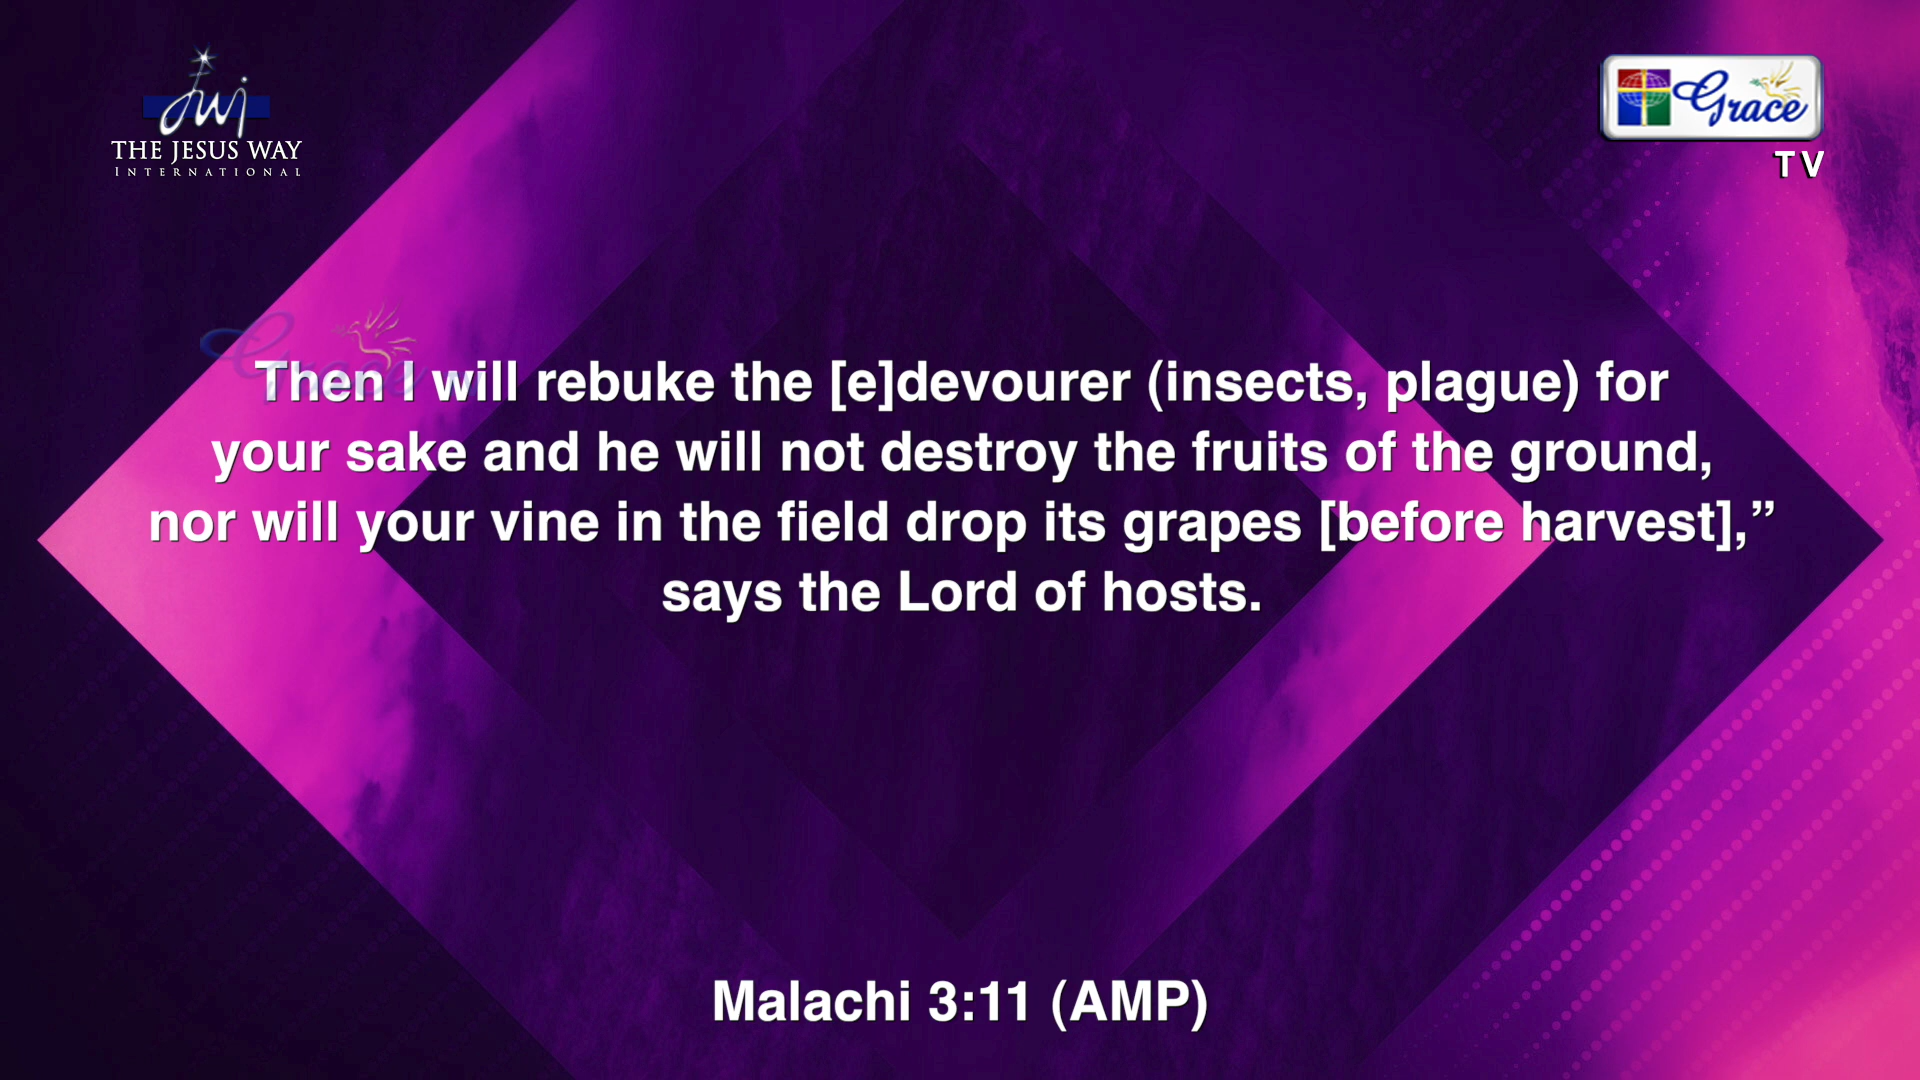 jwi
THE JESUS WAY
INTERNATIONAL
Grace
TV
Grace
Then I will rebuke the [e]devourer (insects, plague) for
your sake and he will not destroy the fruits of the ground,
nor will your vine in the field drop its grapes [before harvest],”
says the Lord of hosts.
Malachi 3:11 (AMP)